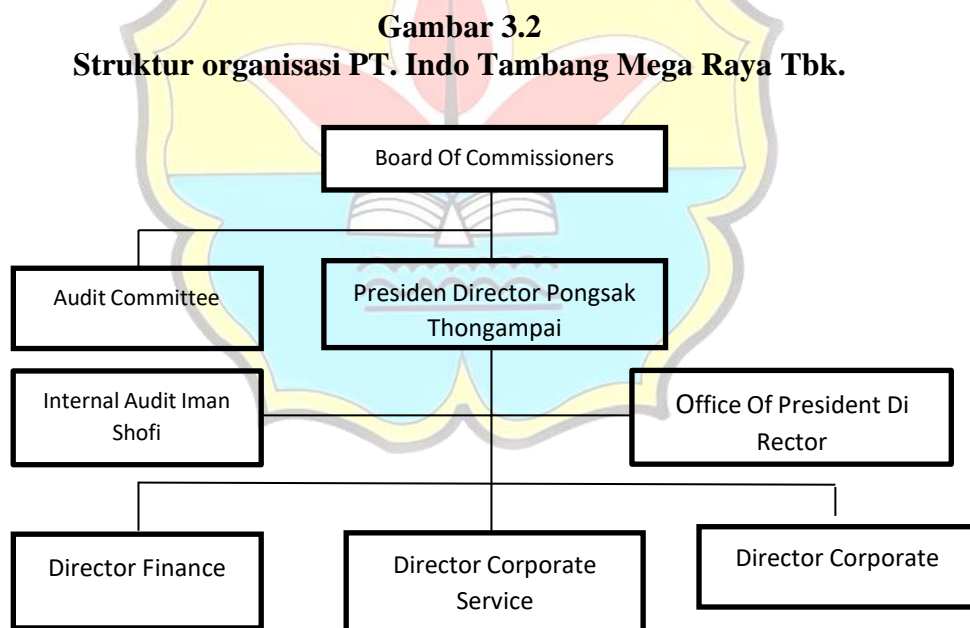 Gambar 3.2
Struktur organisasi PT. Indo Tambang Mega Raya Tbk.
Board Of Commissioners
Audit Committee
Presiden Director Pongsak
Thongampai
Internal Audit Iman
Shofi
Office Of President Di
Rector
Director Finance
Director Corporate
Service
Director Corporate